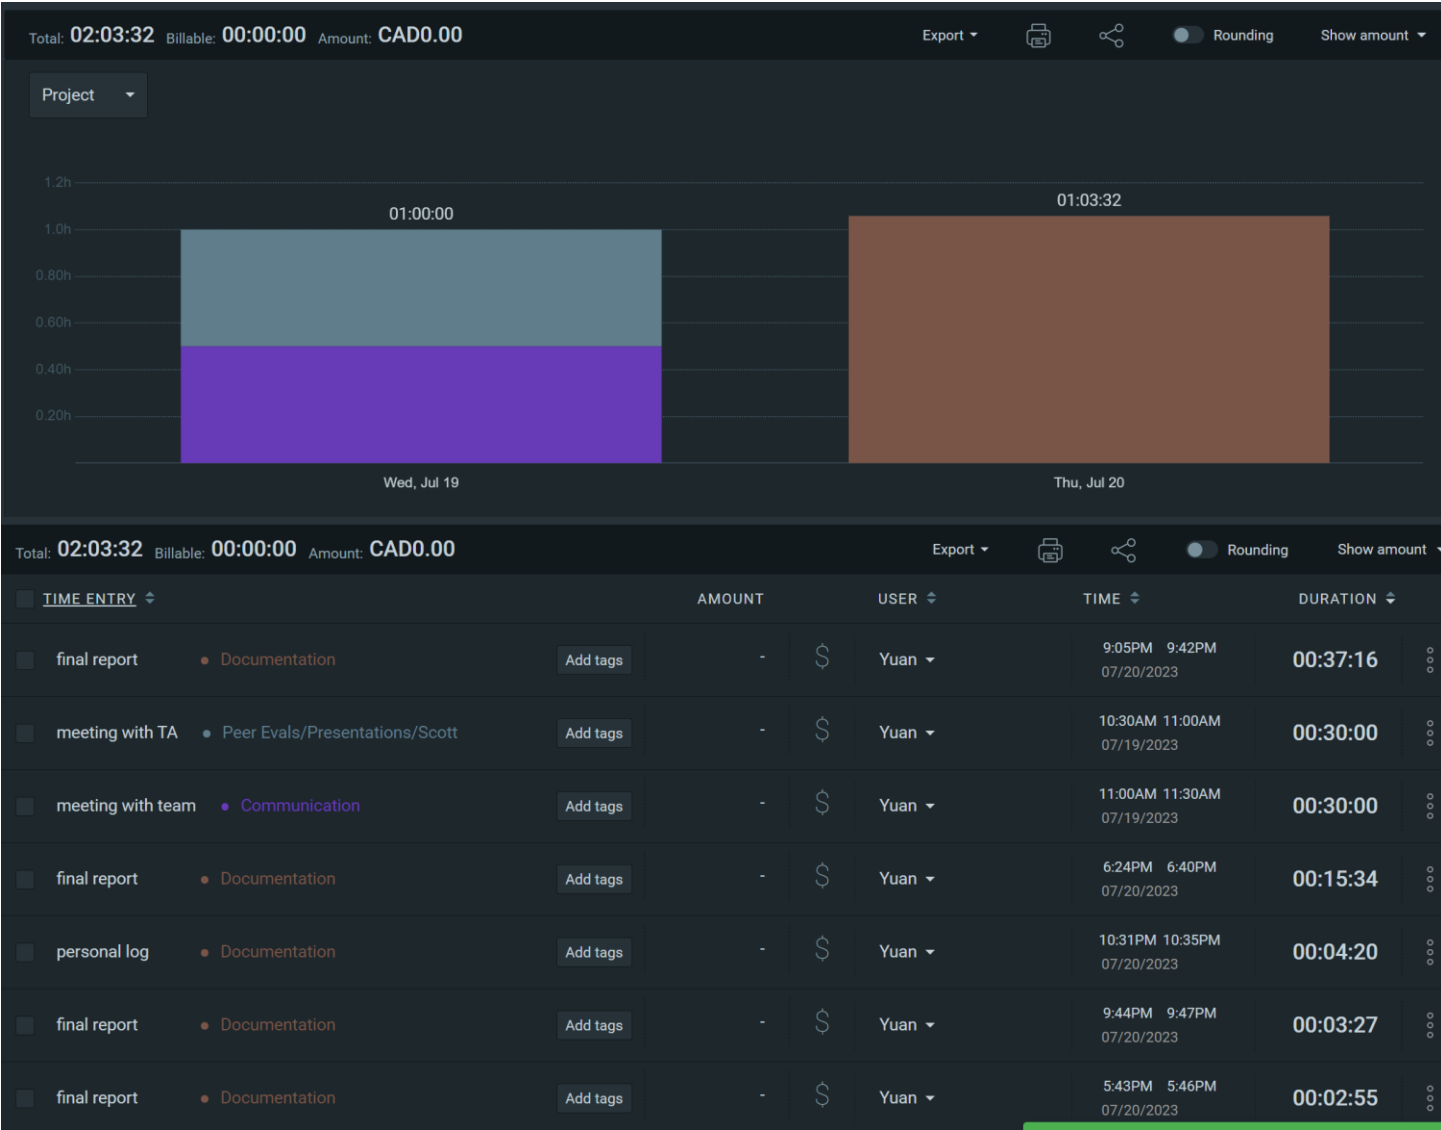 Total: 02:03:32 Billable: 00:00:00 Amount: CAD0.00 Export Rounding Show amount
Project
1.2h
01:03:32
01:00:00
1.0h
0.80h
0.60h
0.40h
0.20h
Wed, Jul 19 Thu, Jul 20
Total: 02:03:32 Billable: 00:00:00 Amount: CAD0.00 Export Rounding Show amount
TIME ENTRY AMOUNT USER TIME DURATION
final report • Documentation Add tags - $ Yuan 9:05PM 9:42PM 00:37:16
07/20/2023
meeting with TA • Peer Evals/Presentations/Scott Add tags - $ Yuan 10:30AM 11:00AM 00:30:00
07/19/2023
meeting with team • Communication Add tags - $ Yuan 11:00AM 11:30AM 00:30:00
07/19/2023
final report • Documentation Add tags - $ Yuan 6:24PM 6:40PM 00:15:34
07/20/2023
personal log • Documentation Add tags - $ Yuan 10:31PM 10:35PM 00:04:20
07/20/2023
final report • Documentation Add tags - $ Yuan 9:44PM 9:47PM 00:03:27
07/20/2023
final report • Documentation Add tags - $ Yuan 5:43PM 5:46PM 00:02:55
07/20/2023